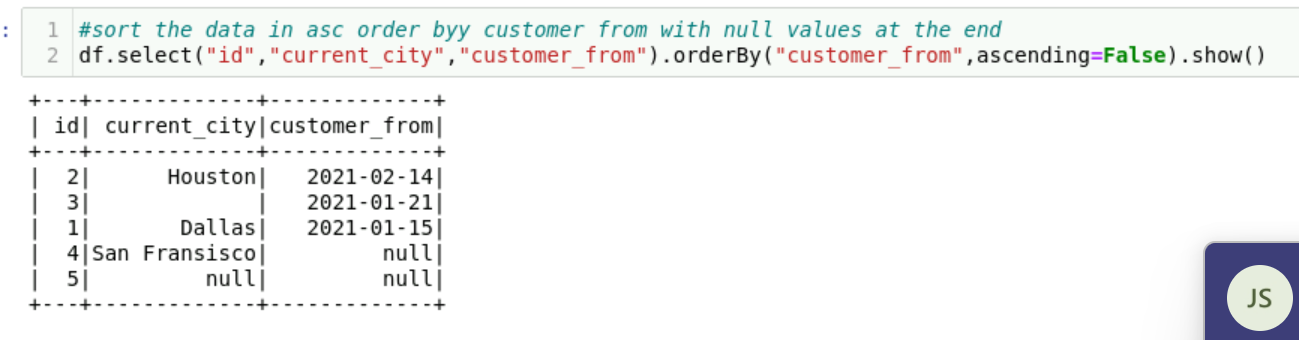 :
1 #sort the data in asc order byy customer from with null values at the end
2 df.select("id","current_city","customer_from").orderBy("customer_from",ascending=False).show()
+---+-------------+-------------+
| id| current_city|customer_from|
+---+-------------+-------------+
|  2|      Houston|   2021-02-14|
|  3|             |   2021-01-21|
|  1|       Dallas|   2021-01-15|
|  4|San Fransisco|         null|
|  5|         null|         null|
+---+-------------+-------------+
JS